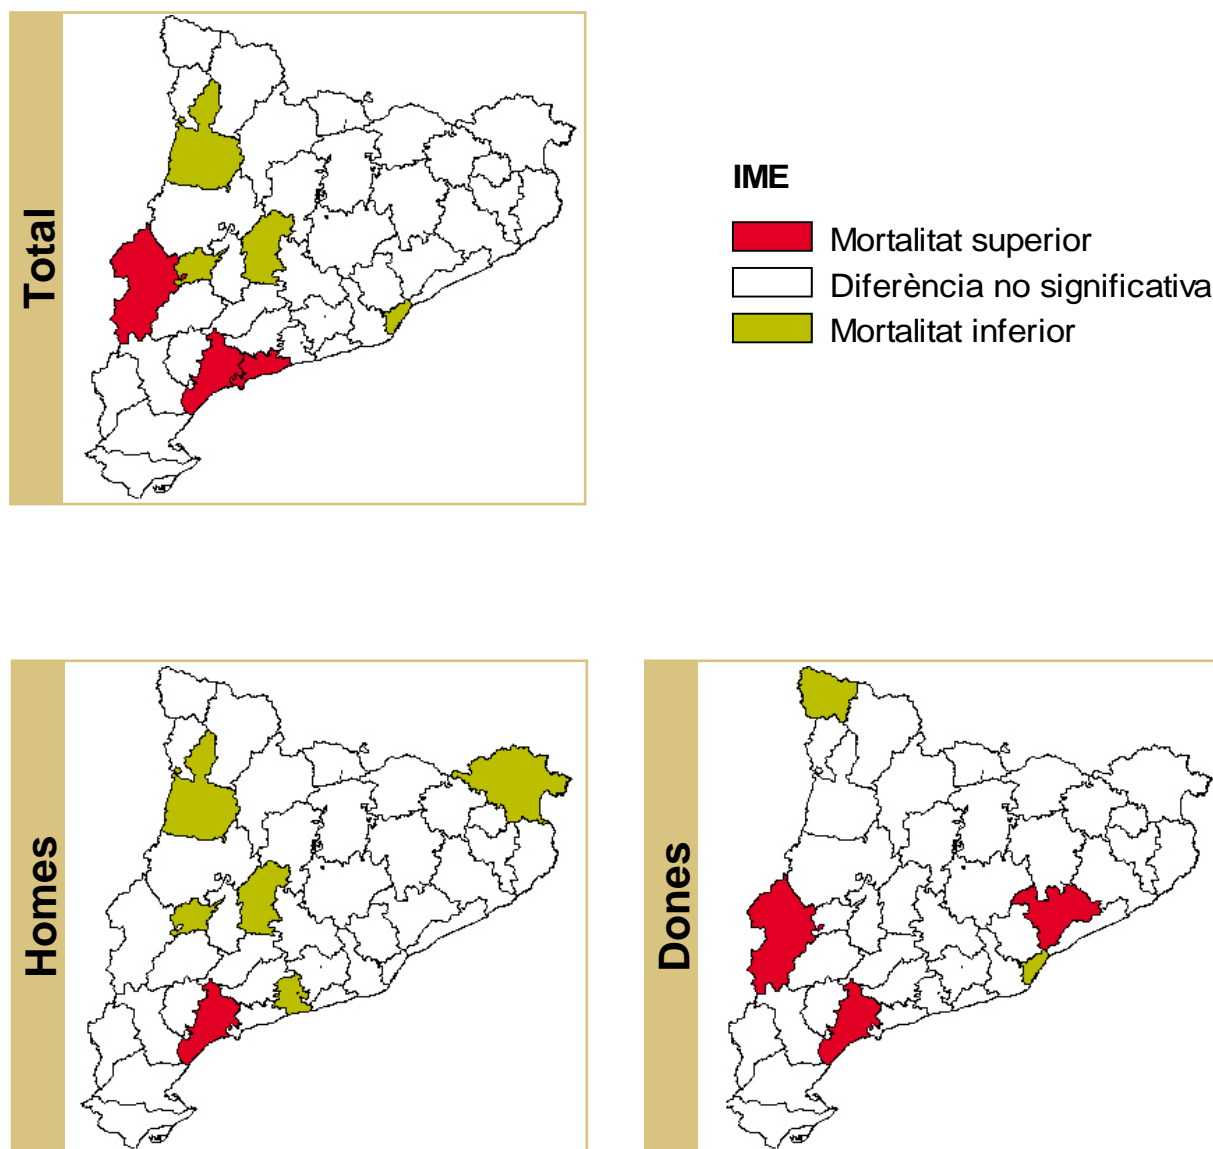 Total
IME
Mortalitat superior
Diferència no significativa
Mortalitat inferior
Homes
Dones